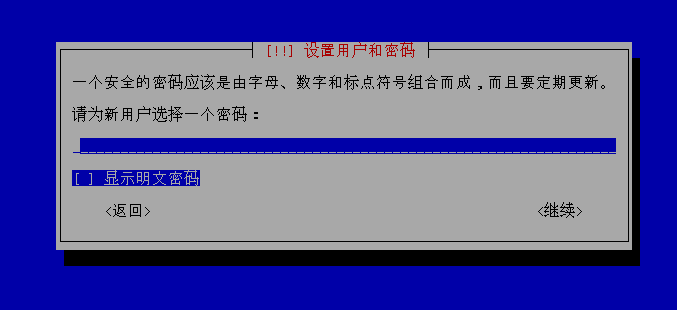 [!!] 设置用户和密码
一个安全的密码应该是由字母、数字和标点符号组合而成，而且要定期更新。
请为新用户选择一个密码：
[ ] 显示明文密码
<返回> <继续>